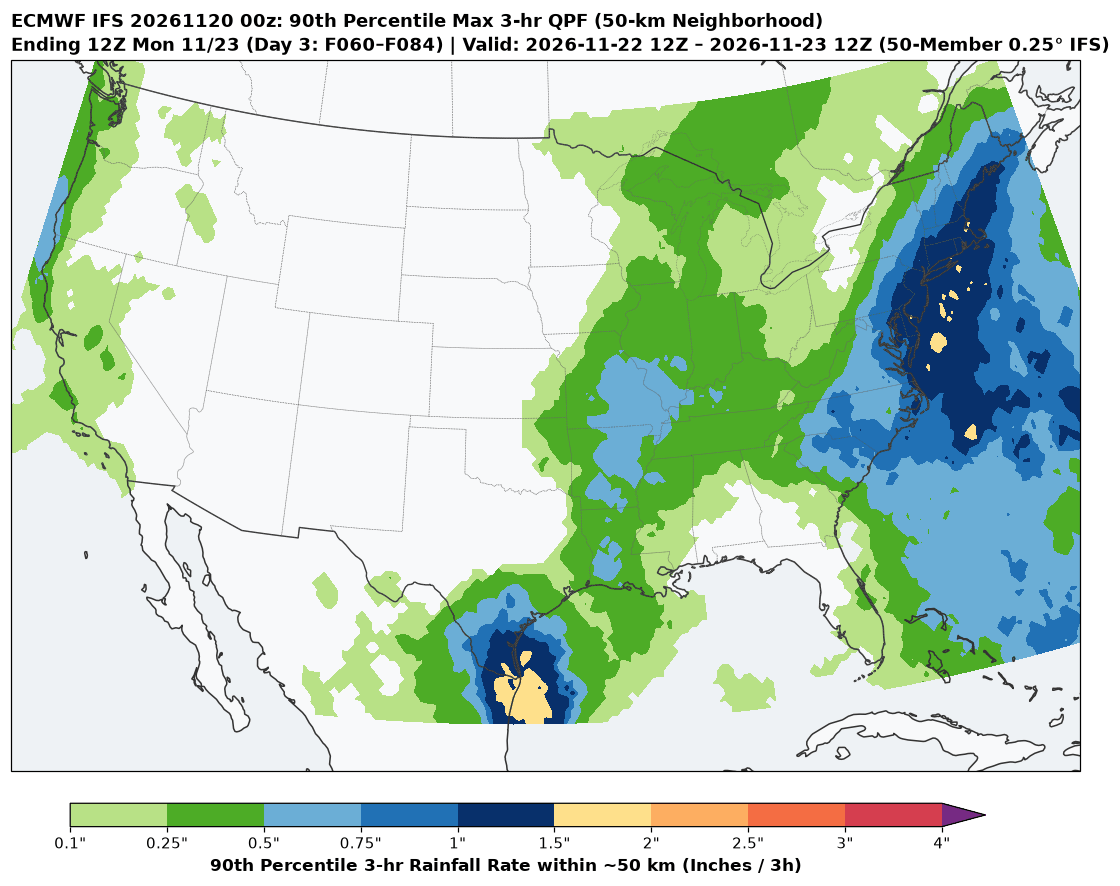 ECMWF IFS 20261120 00z: 90th Percentile Max 3-hr QPF (50-km Neighborhood)
Ending 12Z Mon 11/23 (Day 3: F060–F084) | Valid: 2026-11-22 12Z – 2026-11-23 12Z (50-Member 0.25° IFS)
0.1" 0.25" 0.5" 0.75" 1" 1.5" 2" 2.5" 3" 4"
90th Percentile 3-hr Rainfall Rate within ~50 km (Inches / 3h)